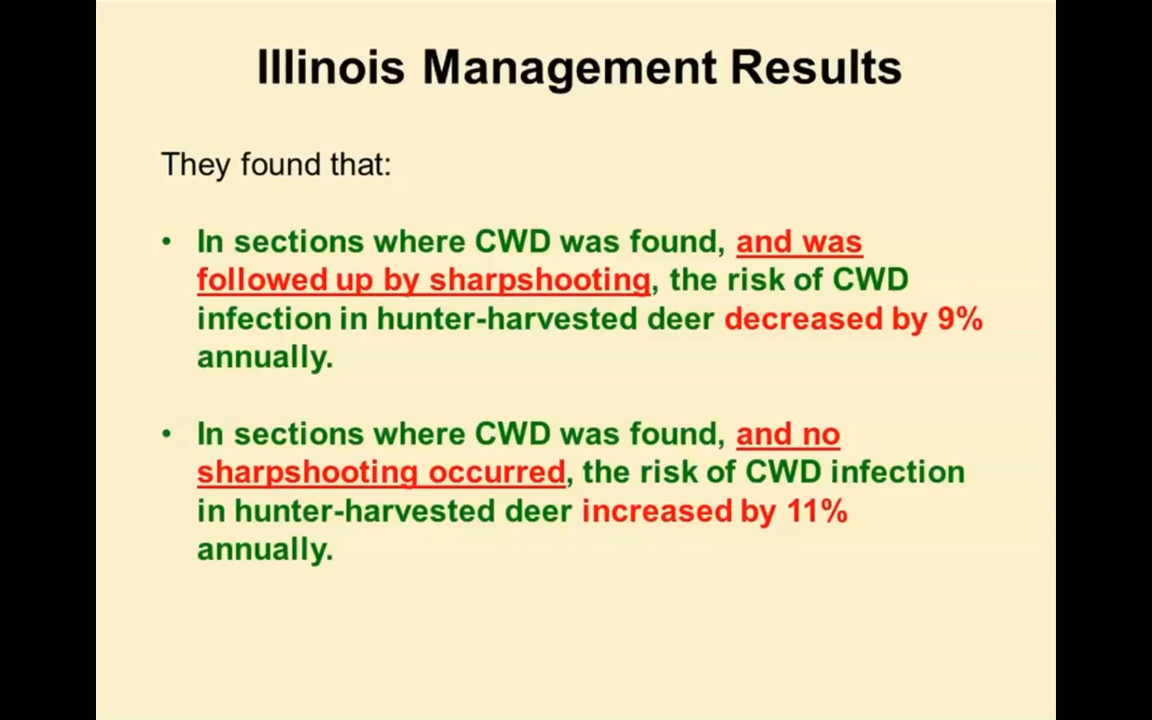 Illinois Management Results
They found that:
• In sections where CWD was found, and was
followed up by sharpshooting, the risk of CWD
infection in hunter-harvested deer decreased by 9%
annually.
• In sections where CWD was found, and no
sharpshooting occurred, the risk of CWD infection
in hunter-harvested deer increased by 11%
annually.